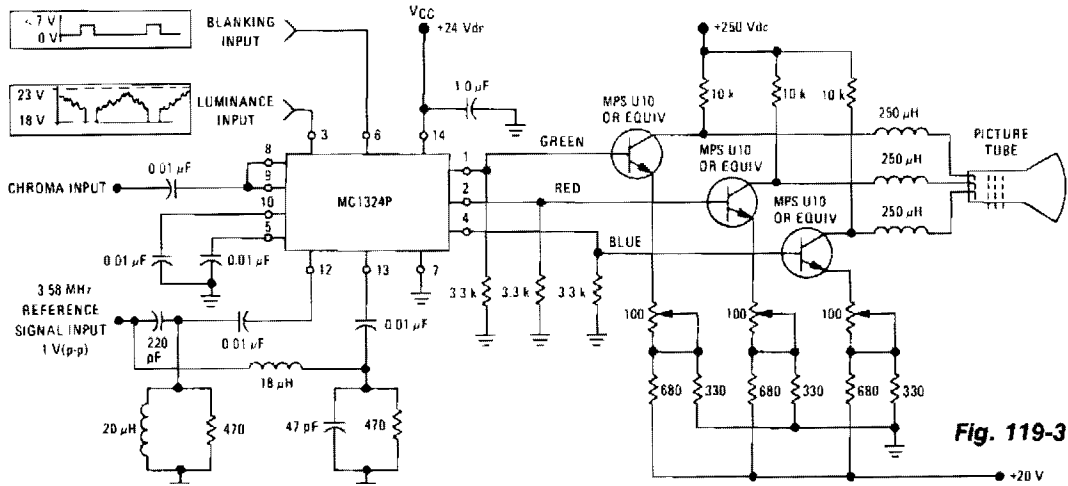 < 7 V
0 V
BLANKING
INPUT
23 V
18 V
LUMINANCE
INPUT
VCC
+24 Vdr
1.0 µF
3
6
14
+250 Vdc
10 k
10 k
10 k
MPS U10
OR EQUIV
MPS U10
OR EQUIV
MPS U10
OR EQUIV
250 µH
250 µH
250 µH
PICTURE
TUBE
CHROMA INPUT
0.01 µF
8
9
10
5
MC1324P
1
2
4
GREEN
RED
BLUE
0.01 µF
0.01 µF
12
13
7
3.58 MHz
REFERENCE
SIGNAL INPUT
1 V(p-p)
220
pF
0.01 µF
0.01 µF
18 µH
20 µH
470
47 pF
470
3.3 k
3.3 k
3.3 k
100
100
100
680
330
680
330
680
330
+20 V
Fig. 119-3